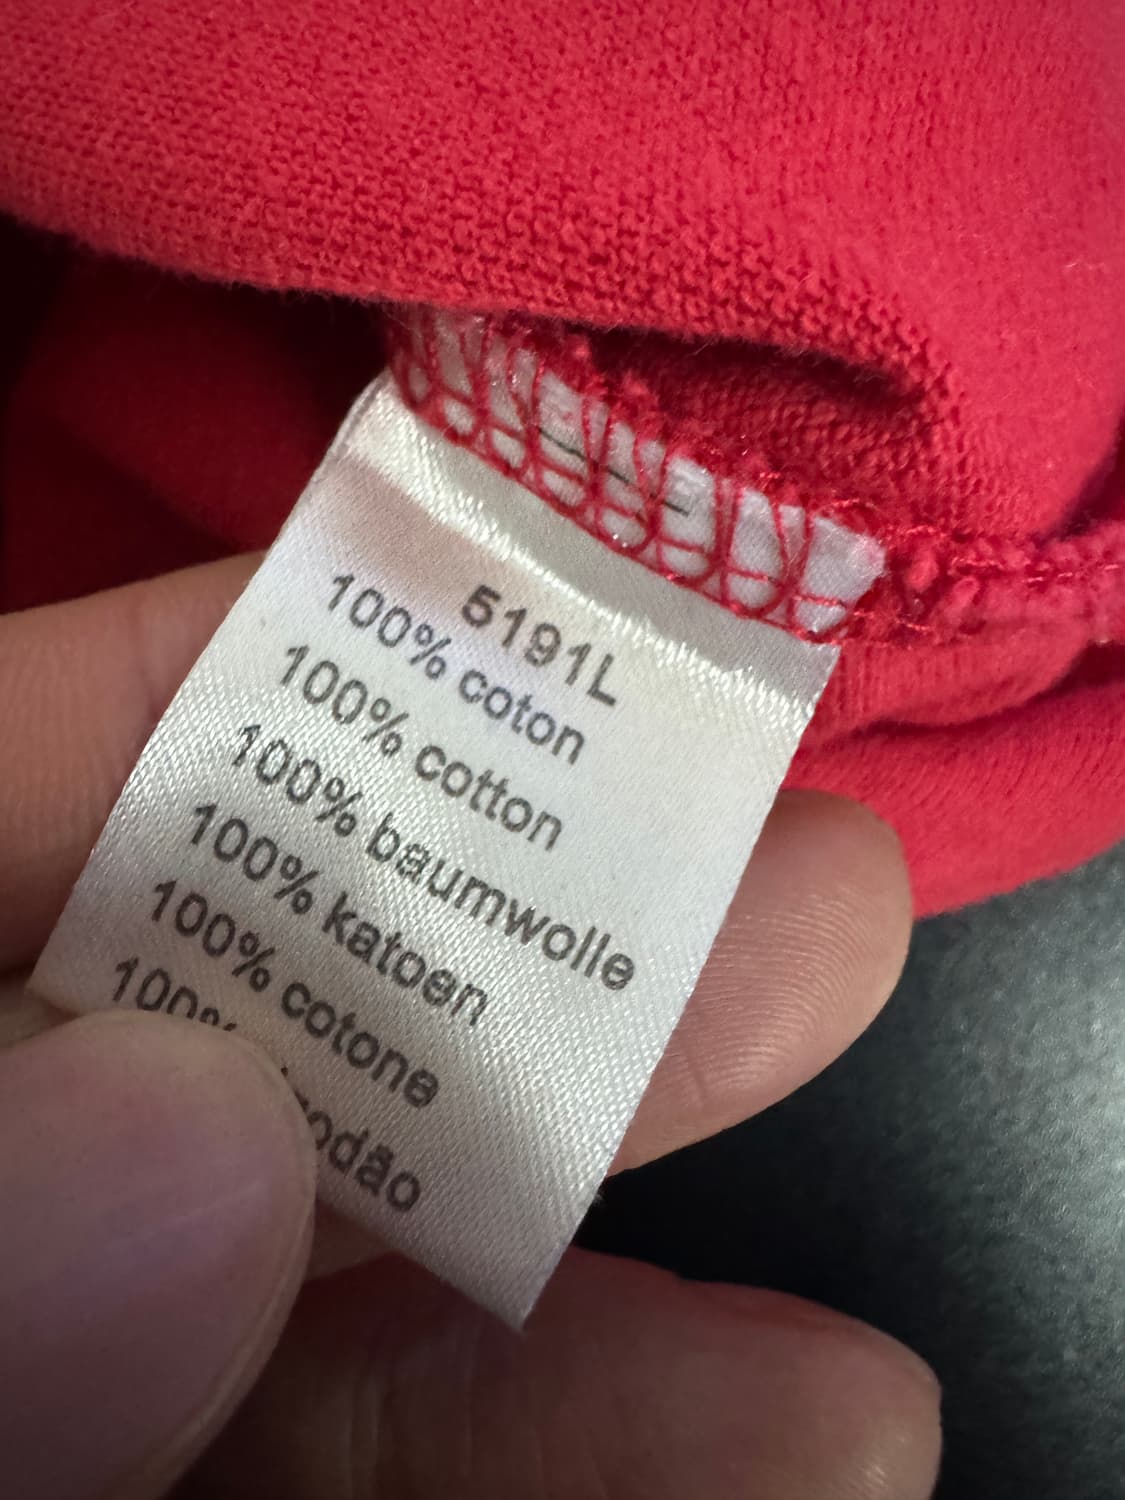 5191L
100% coton
100% cotton
100% baumwolle
100% katoen
100% cotone
100%